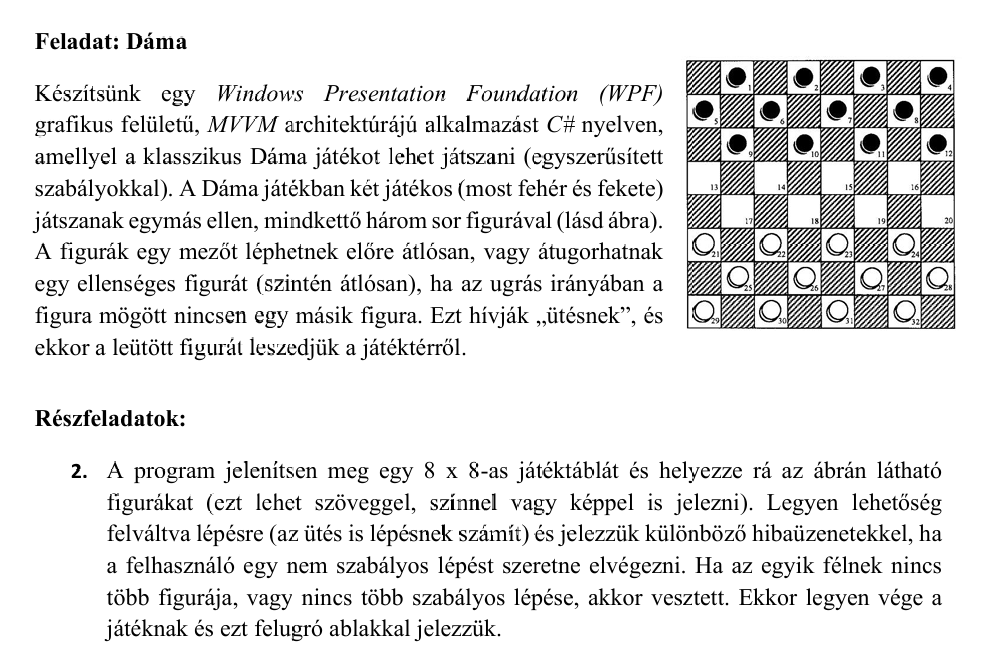 Feladat: Dáma
Készítsünk egy Windows Presentation Foundation (WPF)
grafikus felületű, MVVM architektúrájú alkalmazást C# nyelven,
amellyel a klasszikus Dáma játékot lehet játszani (egyszerűsített
szabályokkal). A Dáma játékban két játékos (most fehér és fekete)
játszanak egymás ellen, mindkettő három sor figurával (lásd ábra).
A figurák egy mezőt léphetnek előre átlósan, vagy átugorhatnak
egy ellenséges figurát (szintén átlósan), ha az ugrás irányában a
figura mögött nincsen egy másik figura. Ezt hívják „ütésnek”, és
ekkor a leütött figurát leszedjük a játéktérről.
1 2 3 4
5 6 7 8
9 10 11 12
13 14 15 16
17 18 19 20
21 22 23 24
25 26 27 28
29 30 31 32
Részfeladatok:
2. A program jelenítsen meg egy 8 x 8-as játéktáblát és helyezze rá az ábrán látható
figurákat (ezt lehet szöveggel, színnel vagy képpel is jelezni). Legyen lehetőség
felváltva lépésre (az ütés is lépésnek számít) és jelezzük különböző hibaüzenetekkel, ha
a felhasználó egy nem szabályos lépést szeretne elvégezni. Ha az egyik félnek nincs
több figurája, vagy nincs több szabályos lépése, akkor vesztett. Ekkor legyen vége a
játéknak és ezt felugró ablakkal jelezzük.